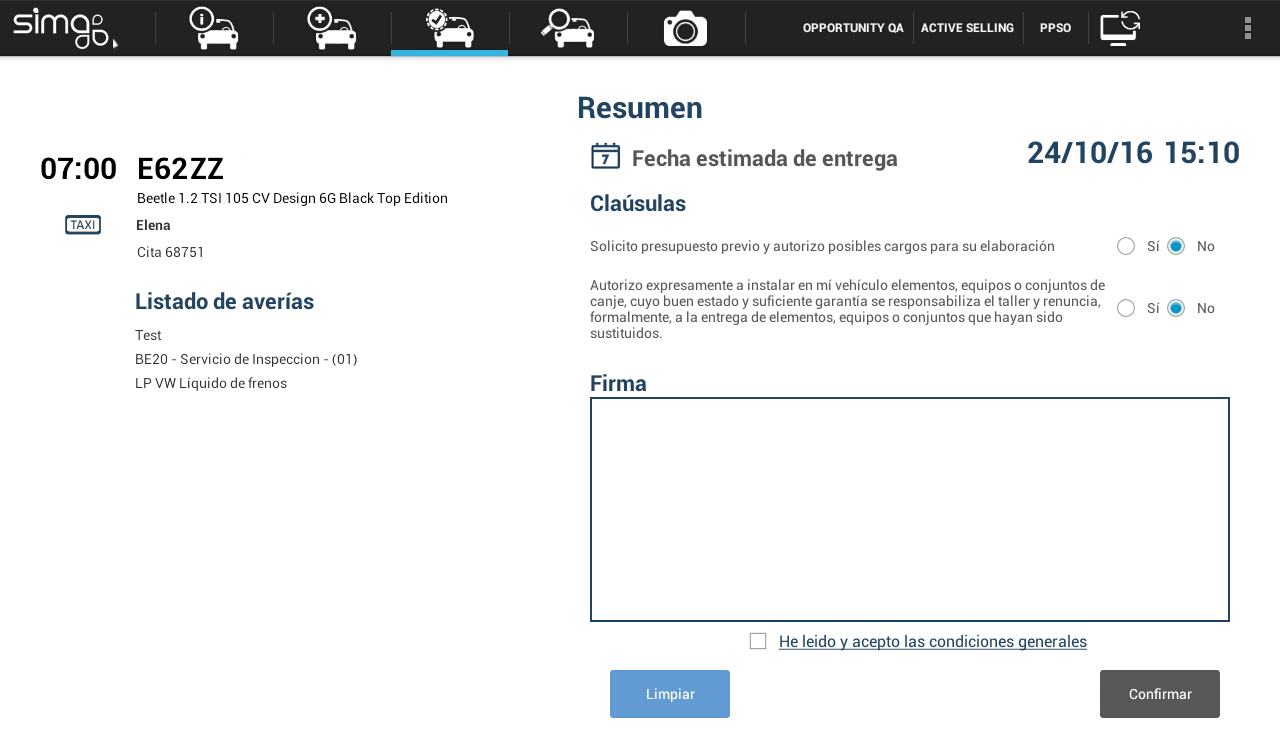 simago
OPPORTUNITY QA
ACTIVE SELLING
PPSO
Resumen
07:00 E62ZZ
Beetle 1.2 TSI 105 CV Design 6G Black Top Edition
TAXI
Elena
Cita 68751
Listado de averías
Test
BE20 - Servicio de Inspeccion - (01)
LP VW Líquido de frenos
7
Fecha estimada de entrega
24/10/16 15:10
Claúsulas
Solicito presupuesto previo y autorizo posibles cargos para su elaboración
Sí No
Autorizo expresamente a instalar en mí vehículo elementos, equipos o conjuntos de
canje, cuyo buen estado y suficiente garantía se responsabiliza el taller y renuncia,
formalmente, a la entrega de elementos, equipos o conjuntos que hayan sido
sustituidos.
Sí No
Firma
He leido y acepto las condiciones generales
Limpiar
Confirmar